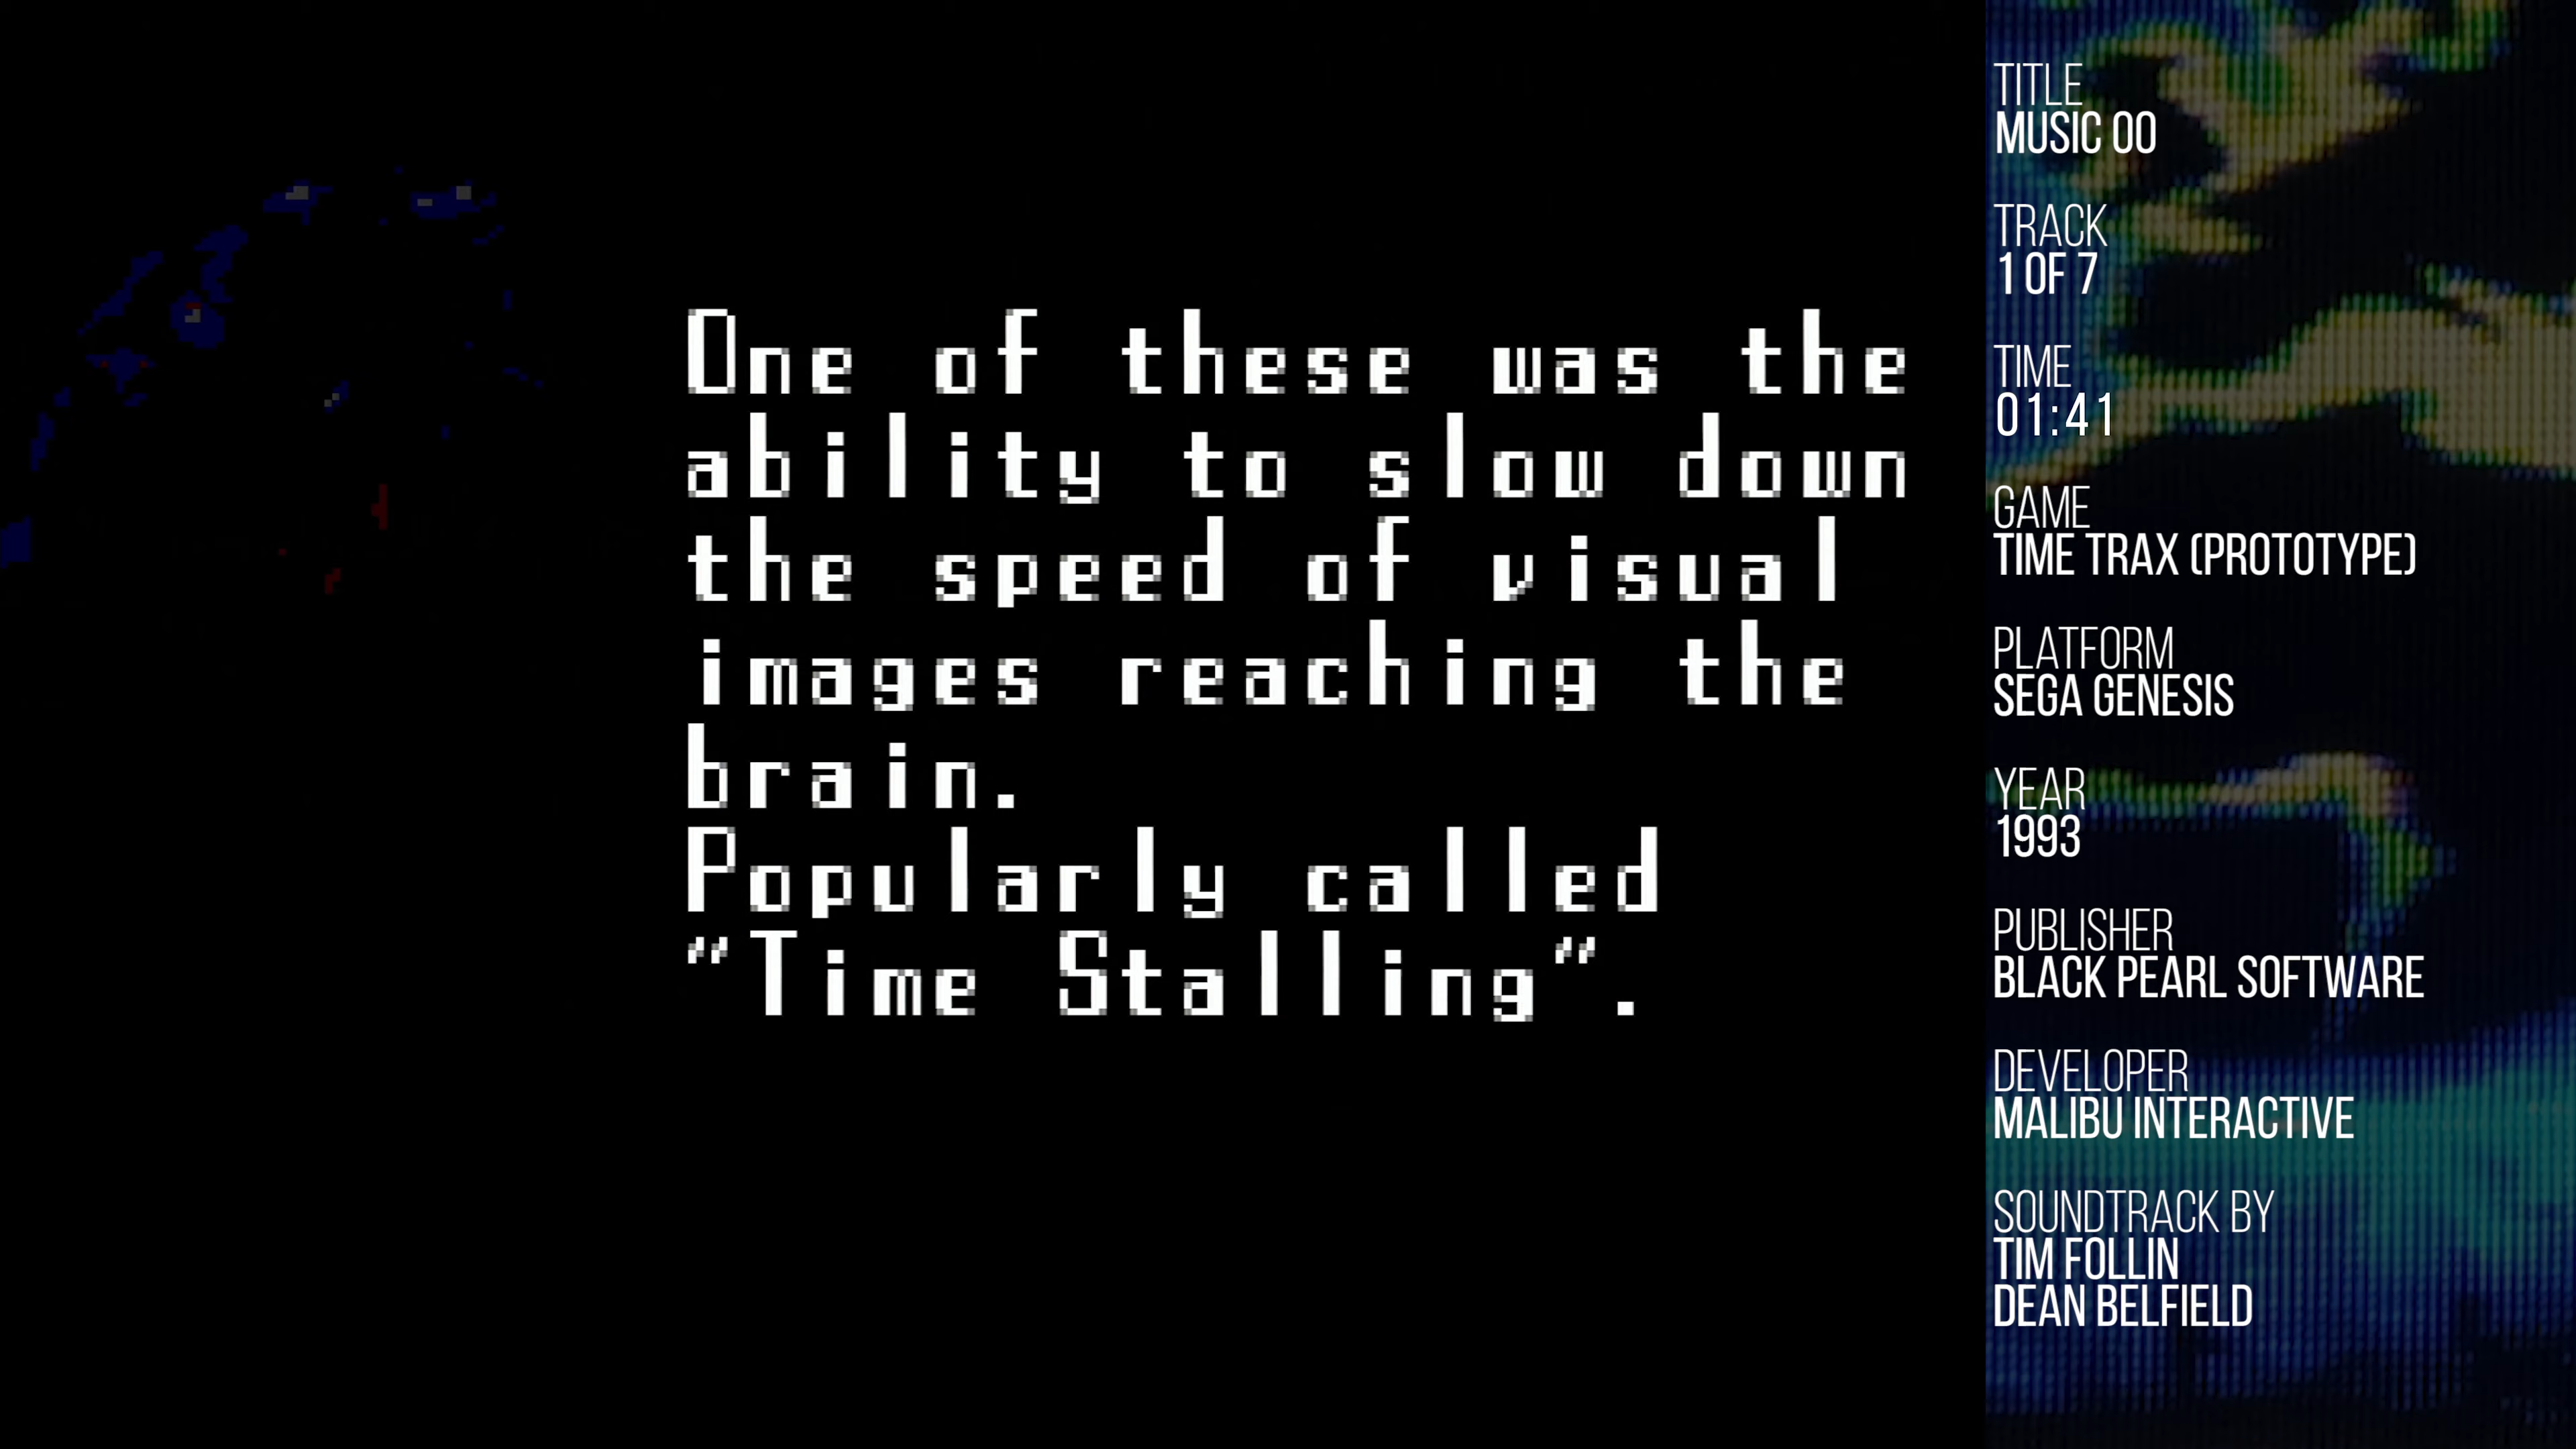 One of these was the
ability to slow down
the speed of visual
images reaching the
brain.
Popularly called
"Time Stalling".
TITLE
MUSIC 00
TRACK
1 OF 7
TIME
01:41
GAME
TIME TRAX (PROTOTYPE)
PLATFORM
SEGA GENESIS
YEAR
1993
PUBLISHER
BLACK PEARL SOFTWARE
DEVELOPER
MALIBU INTERACTIVE
SOUNDTRACK BY
TIM FOLLIN
DEAN BELFIELD